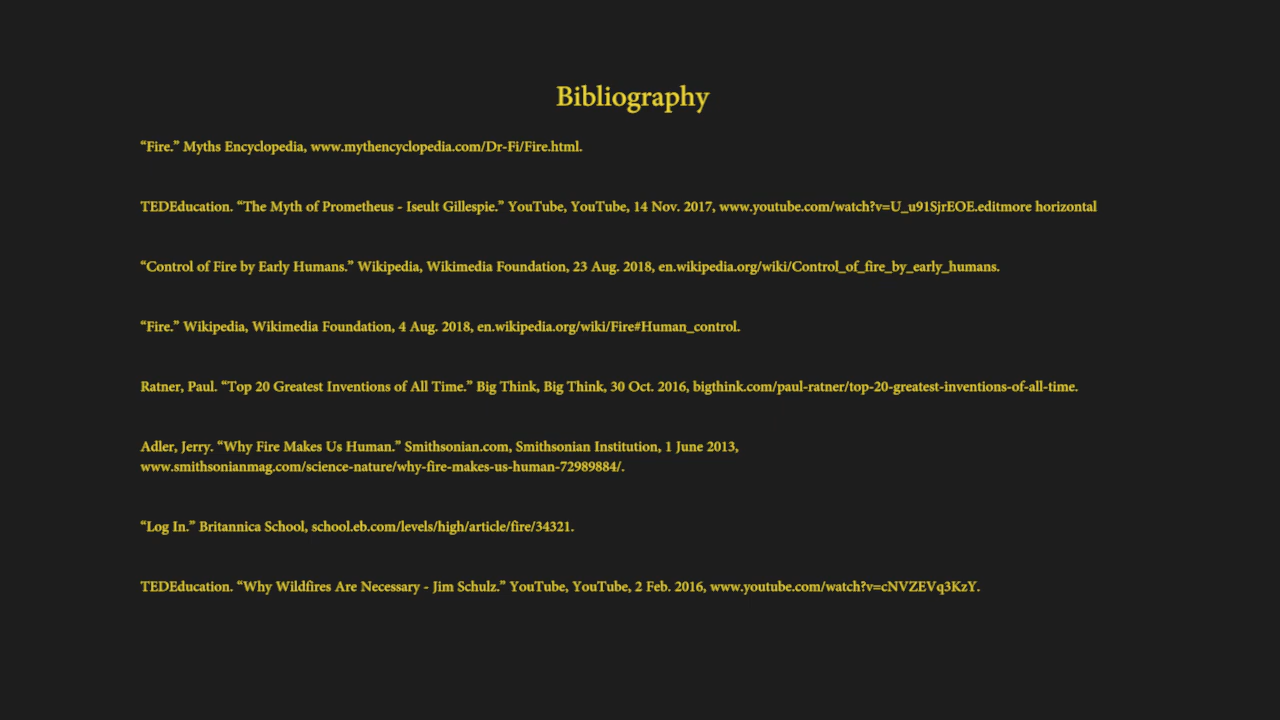 Bibliography
“Fire.” Myths Encyclopedia, www.mythencyclopedia.com/Dr-Fi/Fire.html.
TEDEducation. “The Myth of Prometheus - Iseult Gillespie.” YouTube, YouTube, 14 Nov. 2017, www.youtube.com/watch?v=U_u91SjrEOE.editmore horizontal
“Control of Fire by Early Humans.” Wikipedia, Wikimedia Foundation, 23 Aug. 2018, en.wikipedia.org/wiki/Control_of_fire_by_early_humans.
“Fire.” Wikipedia, Wikimedia Foundation, 4 Aug. 2018, en.wikipedia.org/wiki/Fire#Human_control.
Ratner, Paul. “Top 20 Greatest Inventions of All Time.” Big Think, Big Think, 30 Oct. 2016, bigthink.com/paul-ratner/top-20-greatest-inventions-of-all-time.
Adler, Jerry. “Why Fire Makes Us Human.” Smithsonian.com, Smithsonian Institution, 1 June 2013,
www.smithsonianmag.com/science-nature/why-fire-makes-us-human-72989884/.
“Log In.” Britannica School, school.eb.com/levels/high/article/fire/34321.
TEDEducation. “Why Wildfires Are Necessary - Jim Schulz.” YouTube, YouTube, 2 Feb. 2016, www.youtube.com/watch?v=cNVZEVq3KzY.